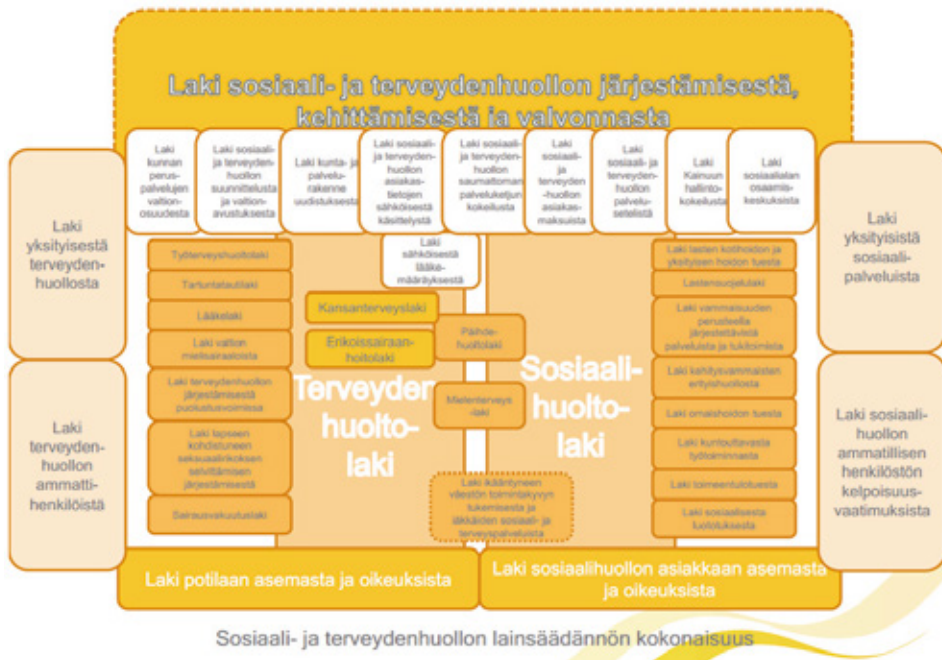 Laki sosiaali- ja terveydenhuollon järjestämisestä,
kehittämisestä ja valvonnasta
Laki
kunnan
perus-
palvelujen
valtion-
osuudesta
Laki sosiaali-
ja terveyden-
huollon
suunnittelusta
ja valtion-
avustuksesta
Laki kunta- ja
palvelu-
rakenne
uudistuksesta
Laki sosiaali-
ja terveyden-
huollon
asiakas-
tietojen
sähköisestä
käsittelystä
Laki sosiaali-
ja terveyden-
huollon
saumattoman
palveluketjun
kokeilusta
Laki
sosiaali-
ja
terveyden
-huollon
asiakas-
maksuista
Laki
sosiaali- ja
terveyden-
huollon
palvelu-
setelistä
Laki
Kainuun
hallinto-
kokeilusta
Laki
sosiaalialan
osaamis-
keskuksista
Laki
yksityisestä
terveyden-
huollosta
Laki
terveyden-
huollon
ammatti-
henkilöistä
Työterveyshuoltolaki
Tartuntatautilaki
Lääkelaki
Laki valtion
mielisairaaloista
Laki terveydenhuollon
järjestämisestä
puolustusvoimissa
Laki lapseen
kohdistuneen
seksuaalirikoksen
selvittämisen
järjestämisestä
Sairausvakuutuslaki
Laki
sähköisestä
lääke-
määräyksestä
Kansanterveyslaki
Erikoissairaan-
hoitolaki
Terveyden
huolto-
laki
Päihde-
huoltolaki
Mielenterveys
-laki
Laki ikääntyneen
väestön toimintakyvyn
tukemisesta ja
iäkkäiden sosiaali- ja
terveyspalveluista
Sosiaali-
huolto-
laki
Laki lasten kotihoidon ja
yksityisen hoidon tuesta
Lastensuojelulaki
Laki vammaisuuden
perusteella
järjestettävistä
palveluista ja tukitoimista
Laki kehitysvammaisten
erityishuollosta
Laki omaishoidon tuesta
Laki kuntouttavasta
työtoiminnasta
Laki toimeentulotuesta
Laki sosiaalisesta
luototuksesta
Laki
yksityisistä
sosiaali-
palveluista
Laki sosiaali-
huollon
ammatillisen
henkilöstön
kelpoisuus-
vaatimuksista
Laki potilaan asemasta ja oikeuksista
Laki sosiaalihuollon asiakkaan asemasta
ja oikeuksista
Sosiaali- ja terveydenhuollon lainsäädännön kokonaisuus